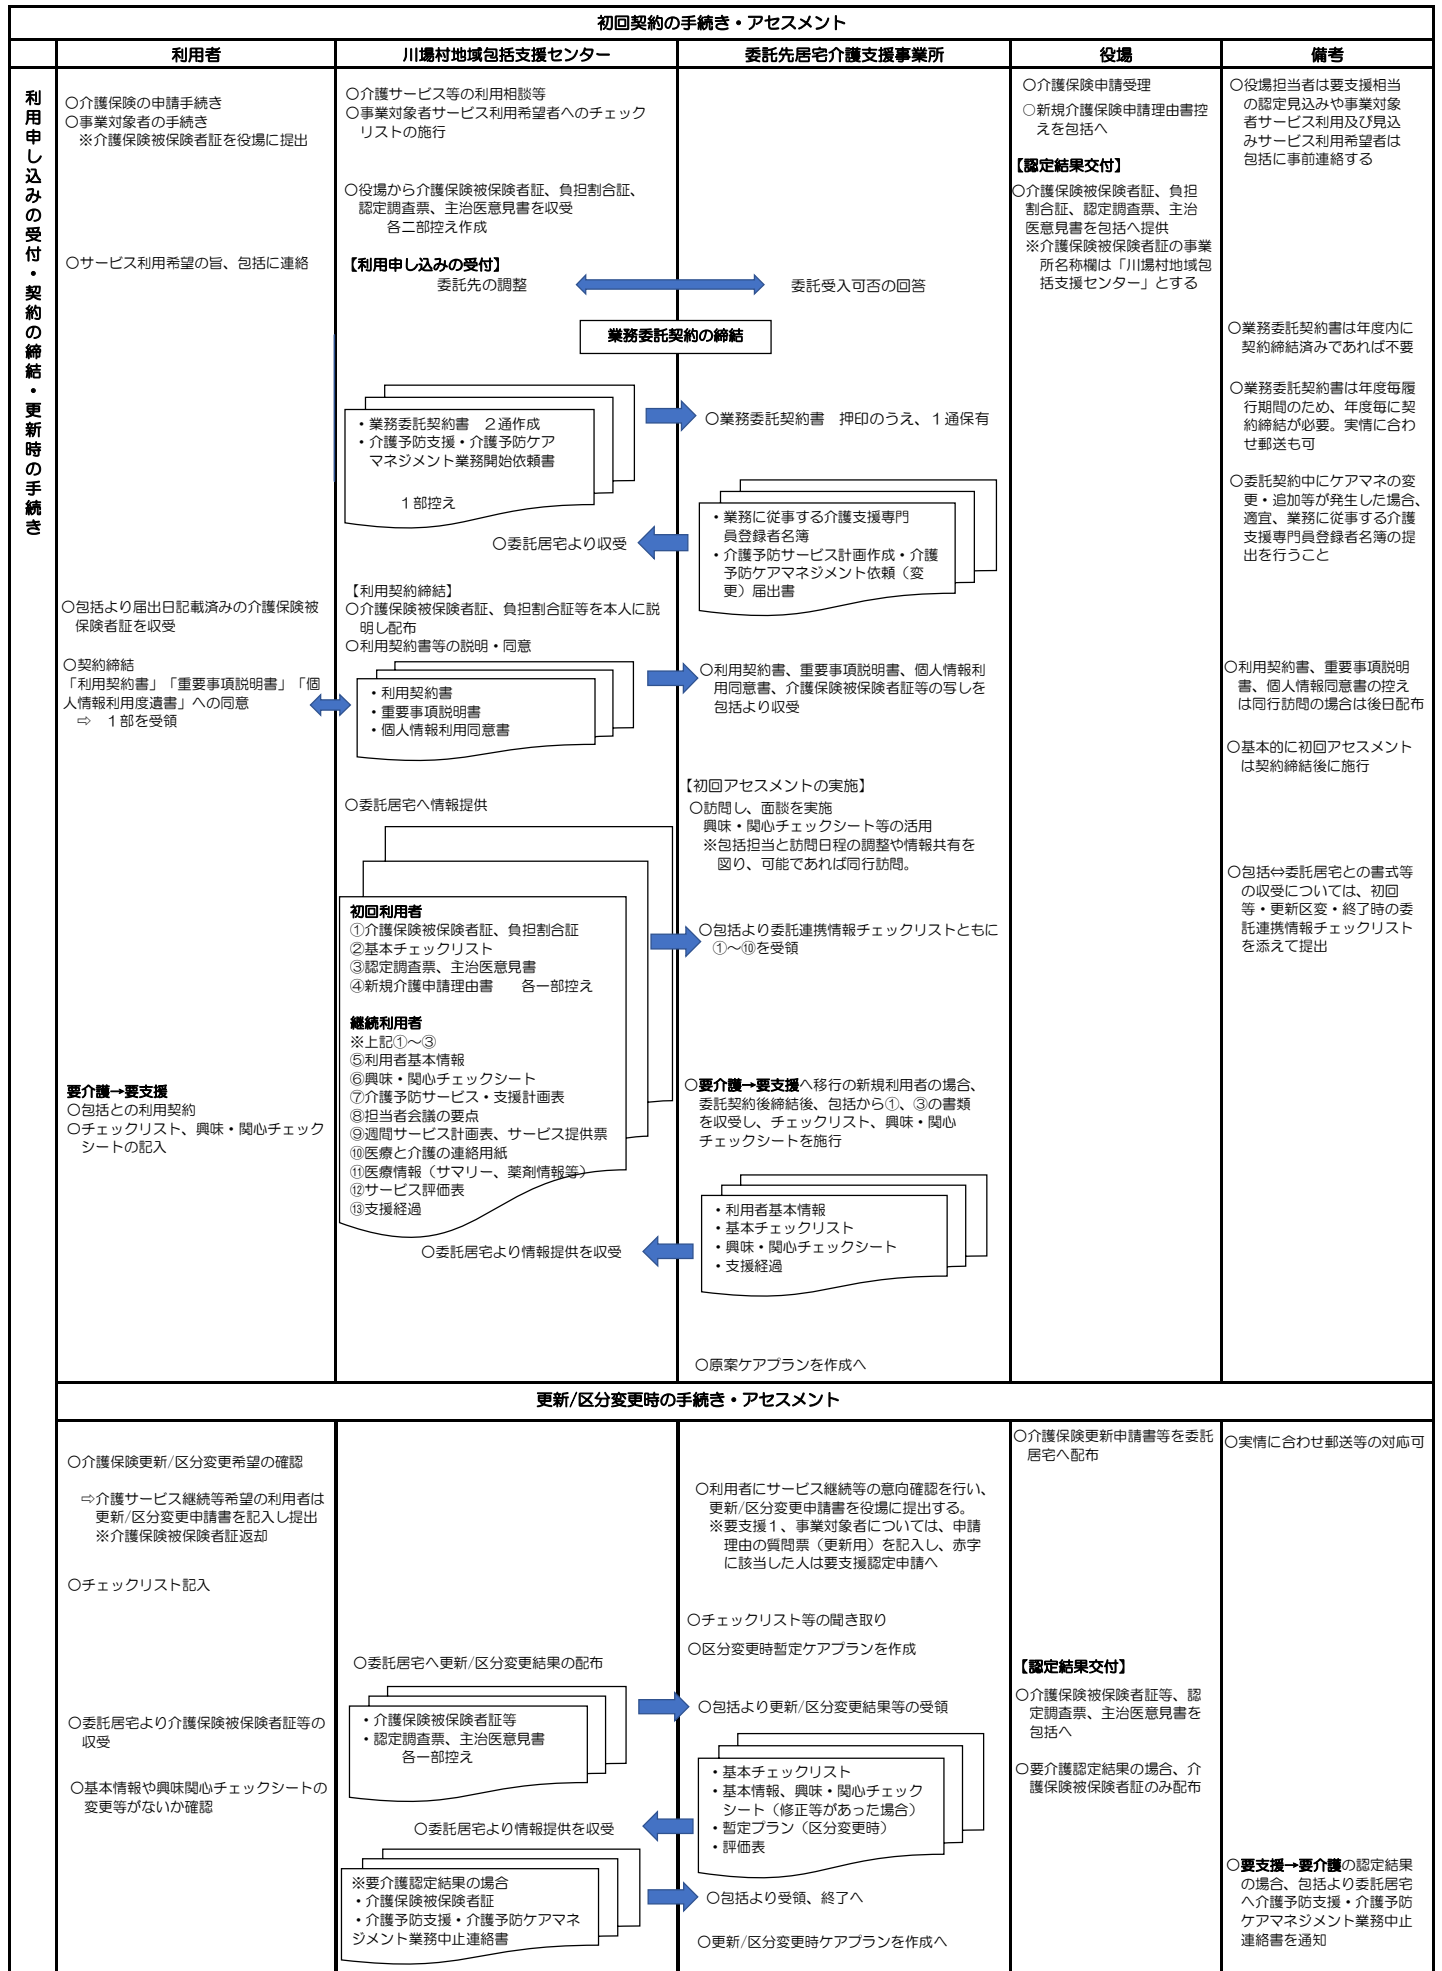 初回契約の手続き・アセスメント
利用者
川場村地域包括支援センター
委託先居宅介護支援事業所
役場
備考
利用申し込みの受付・契約の締結・更新時の手続き
〇介護保険の申請手続き
〇事業対象者の手続き
※介護保険被保険者証を役場に提出
〇サービス利用希望の旨、包括に連絡
〇包括より届出日記載済みの介護保険被
保険者証を収受
〇契約締結
「利用契約書」「重要事項説明書」「個
人情報利用度遺書」への同意
⇨ 1部を受領
要介護→要支援
〇包括との利用契約
〇チェックリスト、興味・関心チェック
シートの記入
〇介護サービス等の利用相談等
〇事業対象者サービス利用希望者へのチェック
リストの施行
〇役場から介護保険被保険者証、負担割合証、
認定調査票、主治医意見書を収受
各二部控え作成
【利用申し込みの受付】
委託先の調整
委託受入可否の回答
業務委託契約の締結
・業務委託契約書 2通作成
・介護予防支援・介護予防ケア
マネジメント業務開始依頼書
1部控え
〇委託居宅より収受
【利用契約締結】
〇介護保険被保険者証、負担割合証等を本人に説
明し配布
〇利用契約書等の説明・同意
・利用契約書
・重要事項説明書
・個人情報利用同意書
〇委託居宅へ情報提供
初回利用者
①介護保険被保険者証、負担割合証
②基本チェックリスト
③認定調査票、主治医意見書
④新規介護申請理由書 各一部控え
継続利用者
※上記①～③
⑤利用者基本情報
⑥興味・関心チェックシート
⑦介護予防サービス・支援計画表
⑧担当者会議の要点
⑨週間サービス計画表、サービス提供票
⑩医療と介護の連絡用紙
⑪医療情報（サマリー、薬剤情報等）
⑫サービス評価表
⑬支援経過
〇委託居宅より情報提供を収受
〇業務委託契約書 押印のうえ、1通保有
・業務に従事する介護支援専門
員登録者名簿
・介護予防サービス計画作成・介護
予防ケアマネジメント依頼（変
更）届出書
〇利用契約書、重要事項説明書、個人情報利
用同意書、介護保険被保険者証等の写しを
包括より収受
【初回アセスメントの実施】
〇訪問し、面談を実施
興味・関心チェックシート等の活用
※包括担当と訪問日程の調整や情報共有を
図り、可能であれば同行訪問。
〇包括より委託連携情報チェックリストともに
①～⑩を受領
〇要介護→要支援へ移行の新規利用者の場合、
委託契約後締結後、包括から①、③の書類
を収受し、チェックリスト、興味・関心
チェックシートを施行
・利用者基本情報
・基本チェックリスト
・興味・関心チェックシート
・支援経過
〇原案ケアプランを作成へ
〇介護保険申請受理
〇新規介護保険申請理由書控
えを包括へ
【認定結果交付】
〇介護保険被保険者証、負担
割合証、認定調査票、主治
医意見書を包括へ提供
※介護保険被保険者証の事業
所名称欄は「川場村地域包
括支援センター」とする
〇役場担当者は要支援相当
の認定見込みや事業対象
者サービス利用及び見込
みサービス利用希望者は
包括に事前連絡する
〇業務委託契約書は年度内に
契約締結済みであれば不要
〇業務委託契約書は年度毎履
行期間のため、年度毎に契
約締結が必要。実情に合わ
せ郵送も可
〇委託契約中にケアマネの変
更・追加等が発生した場合、
適宜、業務に従事する介護
支援専門員登録者名簿の提
出を行うこと
〇利用契約書、重要事項説明
書、個人情報同意書の控え
は同行訪問の場合は後日配布
〇基本的に初回アセスメント
は契約締結後に施行
〇包括⇔委託居宅との書式等
の収受については、初回
等・更新区変・終了時の委
託連携情報チェックリスト
を添えて提出
更新/区分変更時の手続き・アセスメント
〇介護保険更新/区分変更希望の確認
⇨介護サービス継続等希望の利用者は
更新/区分変更申請書を記入し提出
※介護保険被保険者証返却
〇チェックリスト記入
〇委託居宅より介護保険被保険者証等の
収受
〇基本情報や興味関心チェックシートの
変更等がないか確認
〇委託居宅へ更新/区分変更結果の配布
・介護保険被保険者証等
・認定調査票、主治医意見書
各一部控え
〇委託居宅より情報提供を収受
※要介護認定結果の場合
・介護保険被保険者証
・介護予防支援・介護予防ケアマネ
ジメント業務中止連絡書
〇利用者にサービス継続等の意向確認を行い、
更新/区分変更申請書を役場に提出する。
※要支援1、事業対象者については、申請
理由の質問票（更新用）を記入し、赤字
に該当した人は要支援認定申請へ
〇チェックリスト等の聞き取り
〇区分変更時暫定ケアプランを作成
〇包括より更新/区分変更結果等の受領
・基本チェックリスト
・基本情報、興味・関心チェック
シート（修正等があった場合）
・暫定プラン（区分変更時）
・評価表
〇包括より受領、終了へ
〇更新/区分変更時ケアプランを作成へ
〇介護保険更新申請書等を委託
居宅へ配布
【認定結果交付】
〇介護保険被保険者証等、認
定調査票、主治医意見書を
包括へ
〇要介護認定結果の場合、介
護保険被保険者証のみ配布
〇実情に合わせ郵送等の対応可
〇要支援→要介護の認定結果
の場合、包括より委託居宅
へ介護予防支援・介護予防
ケアマネジメント業務中止
連絡書を通知